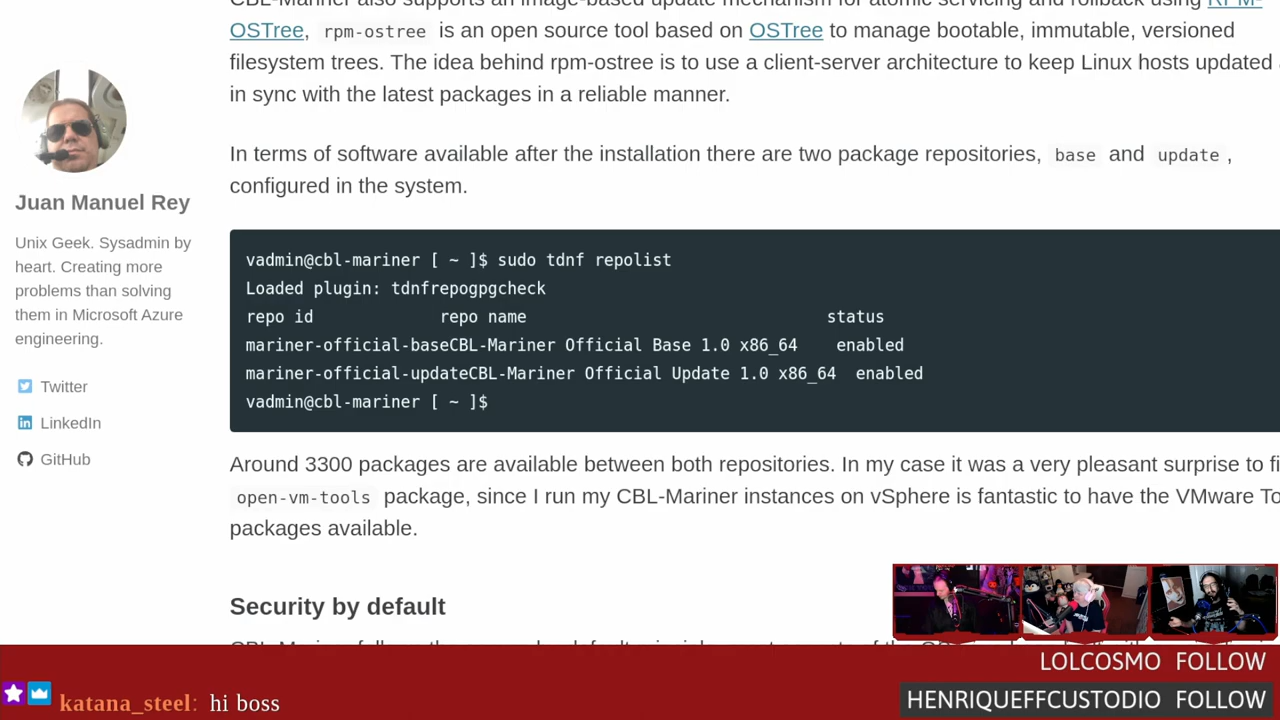 CBL-Mariner also supports an image-based update mechanism for atomic servicing and rollback using RPM-
OSTree, rpm-ostree is an open source tool based on OSTree to manage bootable, immutable, versioned
filesystem trees. The idea behind rpm-ostree is to use a client-server architecture to keep Linux hosts updated
in sync with the latest packages in a reliable manner.
In terms of software available after the installation there are two package repositories, base and update ,
configured in the system.
Juan Manuel Rey
Unix Geek. Sysadmin by
heart. Creating more
problems than solving
them in Microsoft Azure
engineering.
Twitter
LinkedIn
GitHub
vadmin@cbl-mariner [ ~ ]$ sudo tdnf repolist
Loaded plugin: tdnfrepogpgcheck
repo id repo name status
mariner-official-baseCBL-Mariner Official Base 1.0 x86_64 enabled
mariner-official-updateCBL-Mariner Official Update 1.0 x86_64 enabled
vadmin@cbl-mariner [ ~ ]$
Around 3300 packages are available between both repositories. In my case it was a very pleasant surprise to fi
open-vm-tools package, since I run my CBL-Mariner instances on vSphere is fantastic to have the VMware To
packages available.
Security by default
LOLCOSMO FOLLOW
HENRIQUEFFCUSTODIO FOLLOW
katana_steel: hi boss